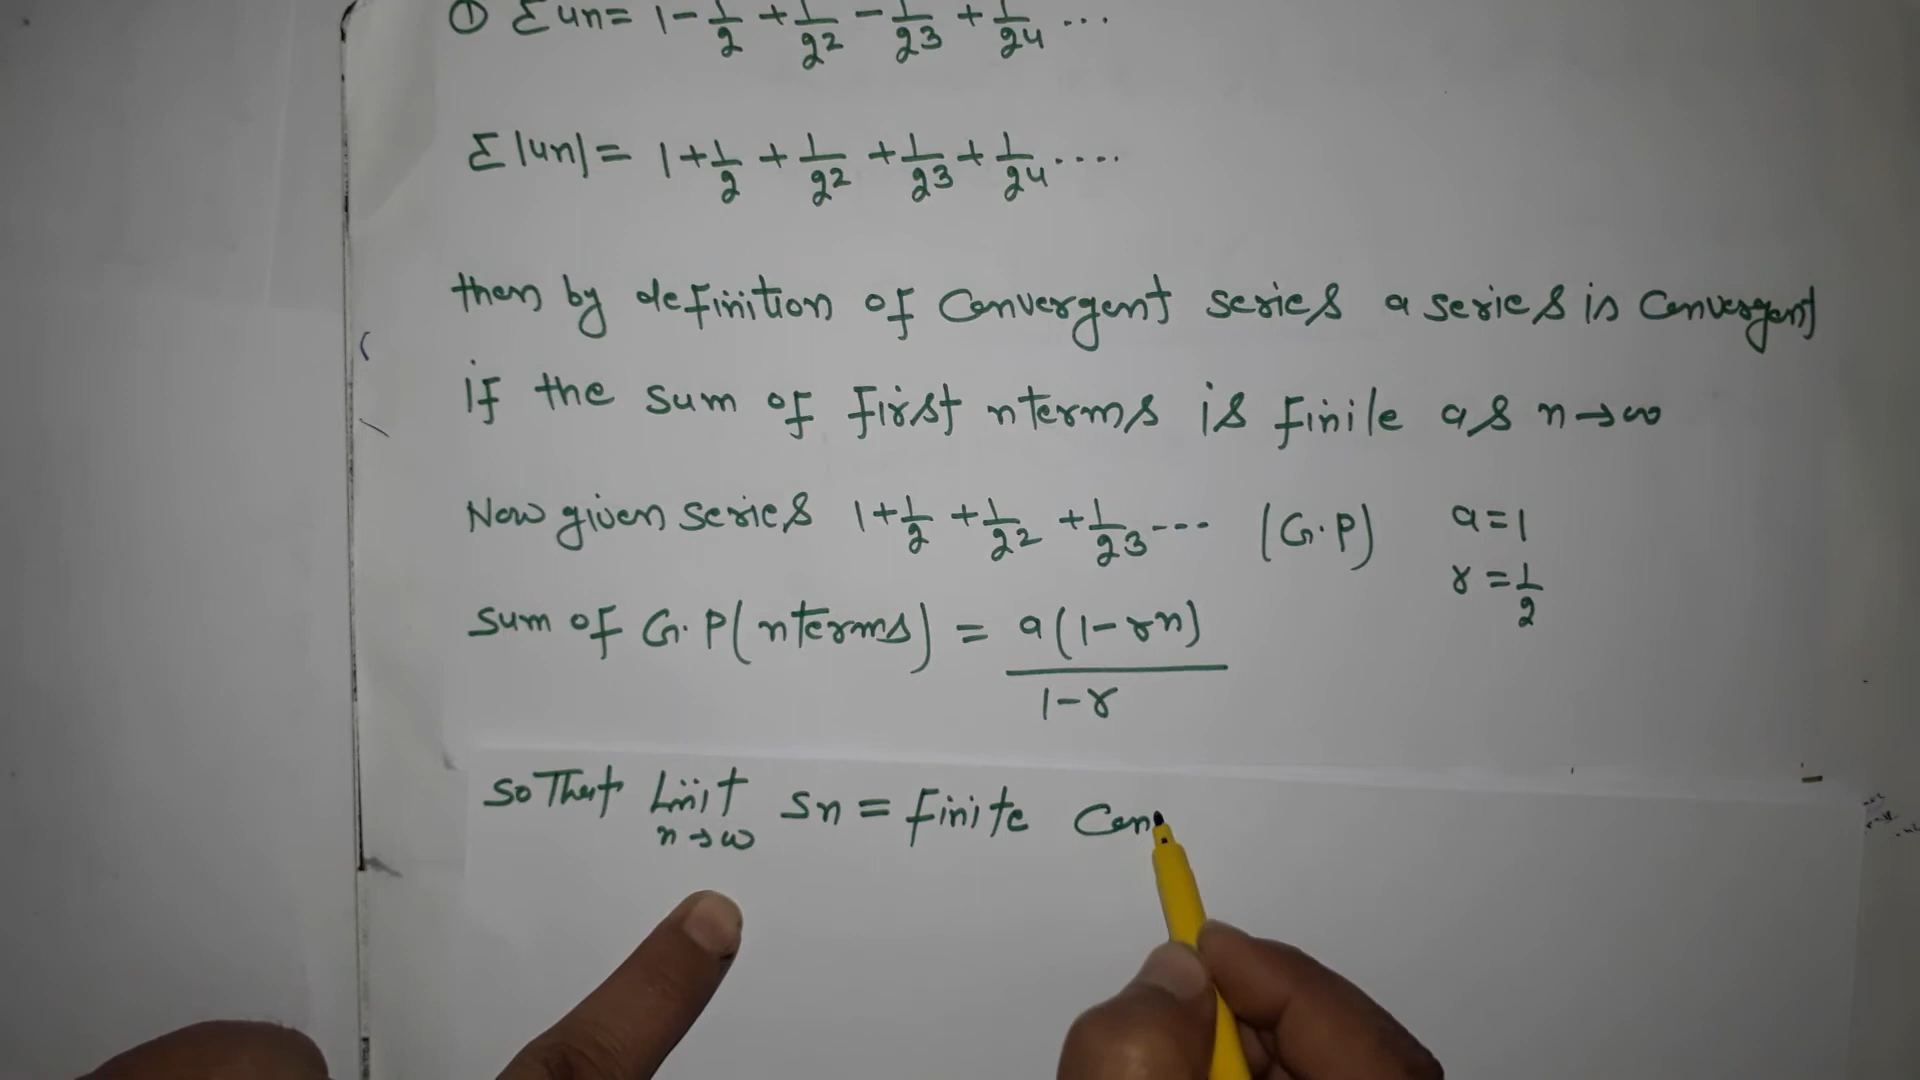 ① Σun = 1 - 1/2 + 1/2² - 1/2³ + 1/2⁴ ...
Σ|un| = 1 + 1/2 + 1/2² + 1/2³ + 1/2⁴ ....
then by definition of Convergent series a series is Convergent
if the sum of first n terms is finile as n→∞
Now given series 1 + 1/2 + 1/2² + 1/2³ --- (G.P) a = 1
r = 1/2
sum of G.P (n terms) = a(1-rⁿ) / 1-r
So That Limit n→∞ Sn = finite Con